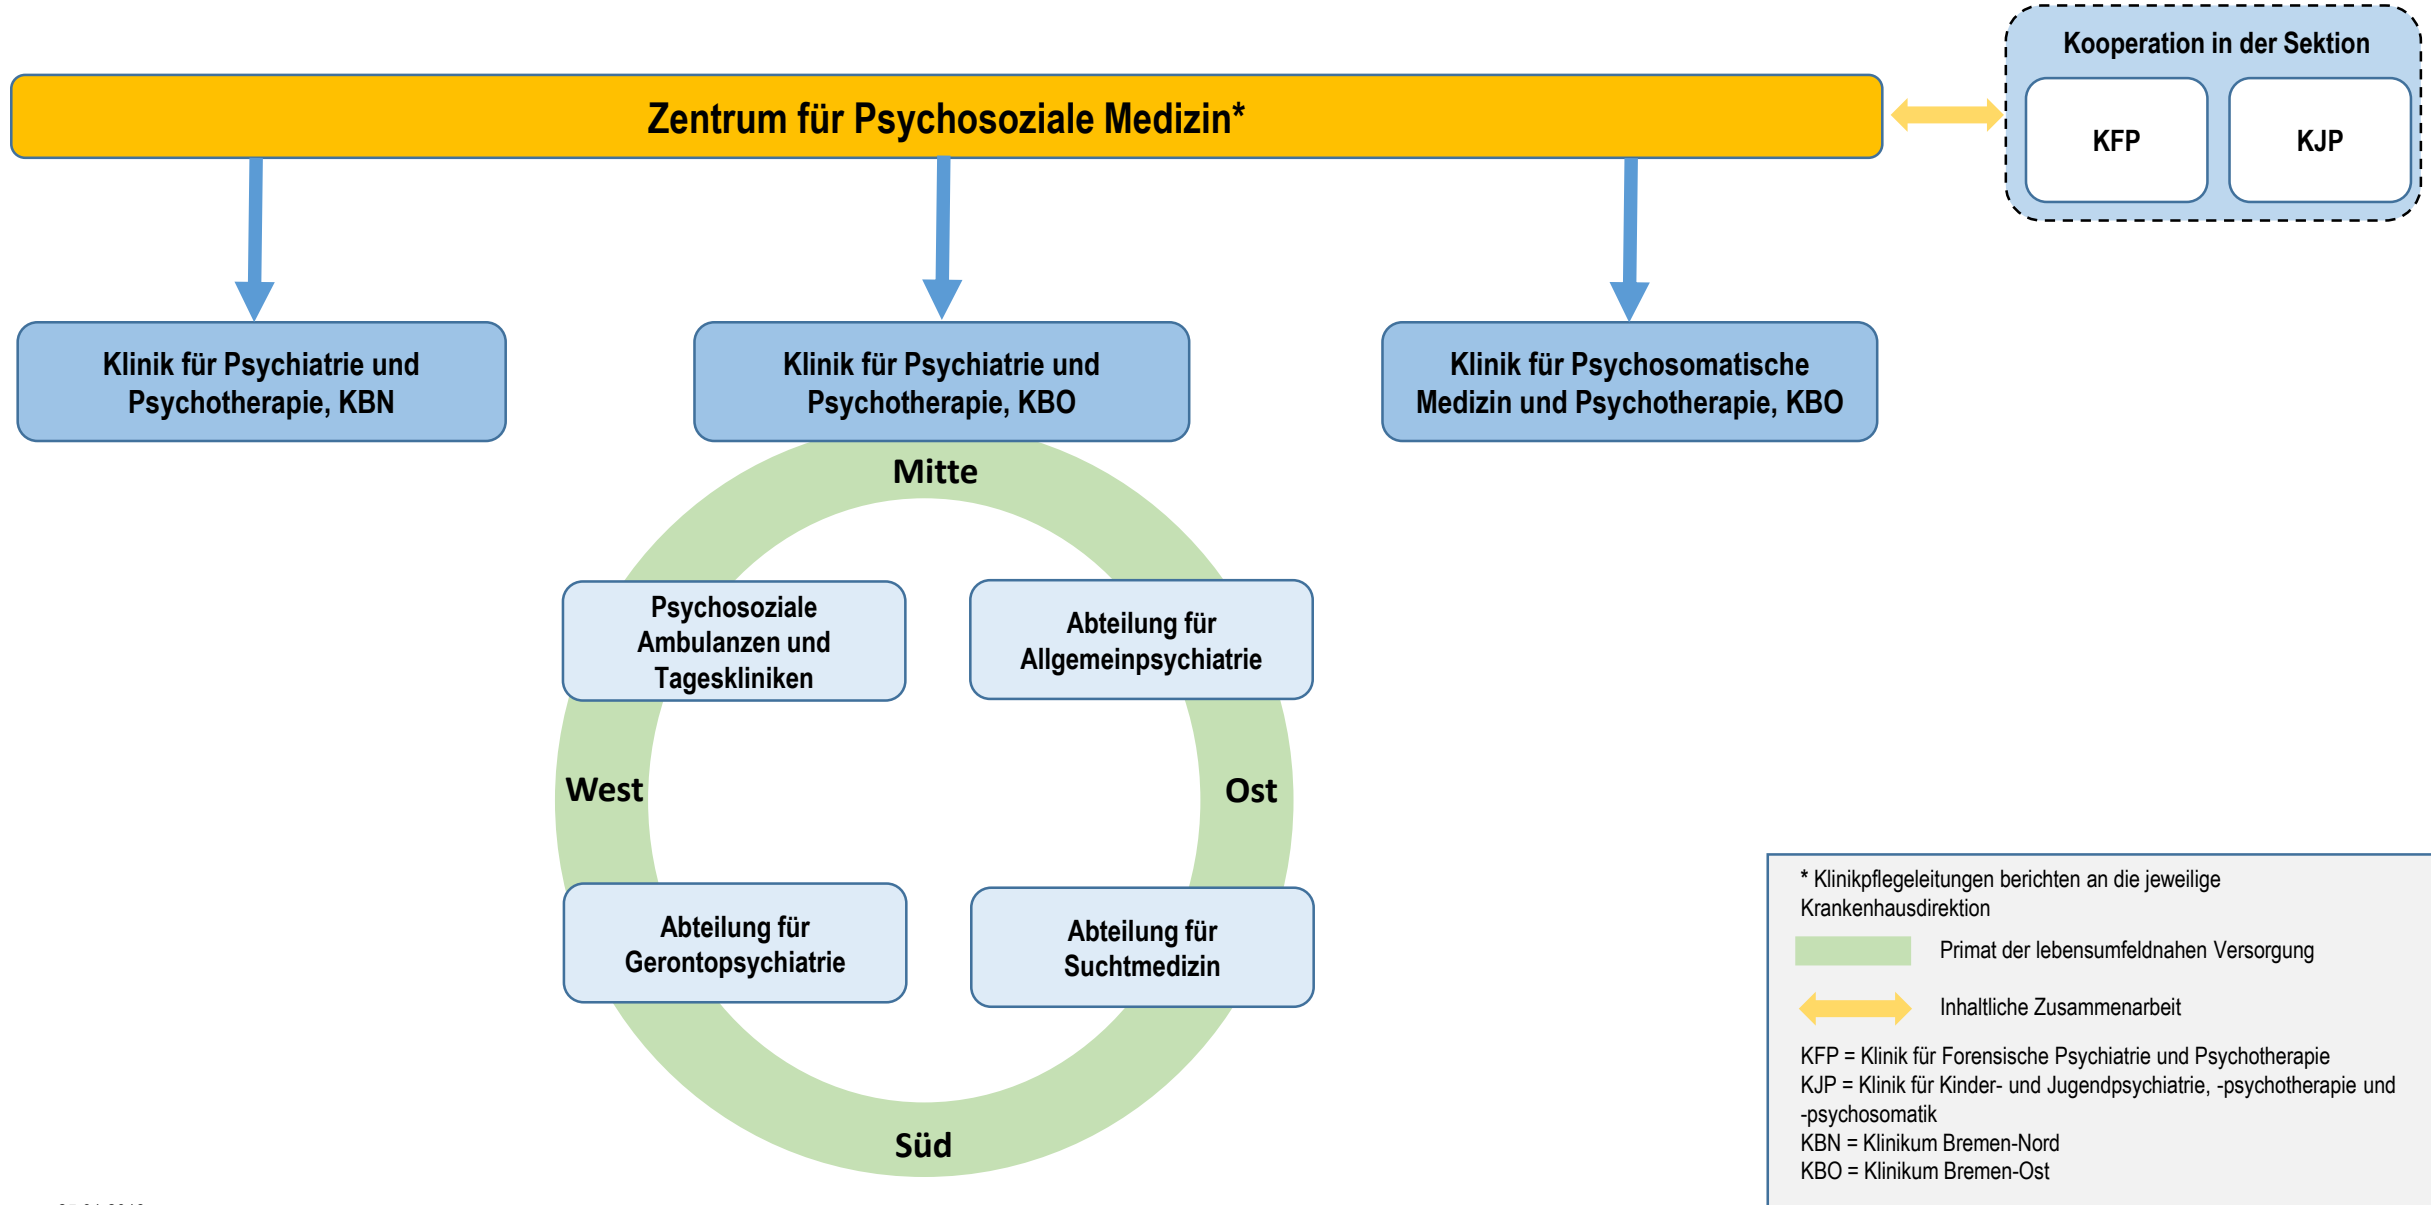 Kooperation in der Sektion
Zentrum für Psychosoziale Medizin*
KFP
KJP
Klinik für Psychiatrie und
Psychotherapie, KBN
Klinik für Psychiatrie und
Psychotherapie, KBO
Klinik für Psychosomatische
Medizin und Psychotherapie, KBO
Mitte
Psychosoziale
Ambulanzen und
Tageskliniken
Abteilung für
Allgemeinpsychiatrie
West
Ost
Abteilung für
Gerontopsychiatrie
Abteilung für
Suchtmedizin
Süd
* Klinikpflegeleitungen berichten an die jeweilige
Krankenhausdirektion
Primat der lebensumfeldnahen Versorgung
Inhaltliche Zusammenarbeit
KFP = Klinik für Forensische Psychiatrie und Psychotherapie
KJP = Klinik für Kinder- und Jugendpsychiatrie, -psychotherapie und
-psychosomatik
KBN = Klinikum Bremen-Nord
KBO = Klinikum Bremen-Ost